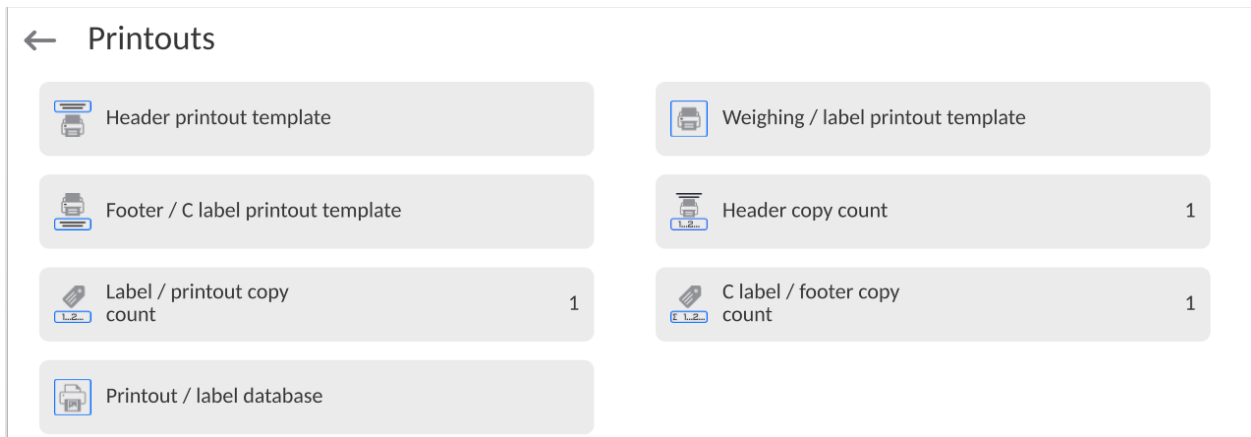 Printouts
Header printout template
Weighing / label printout template
Footer / C label printout template
Header copy count 1
Label / printout copy
count 1
C label / footer copy
count 1
Printout / label database